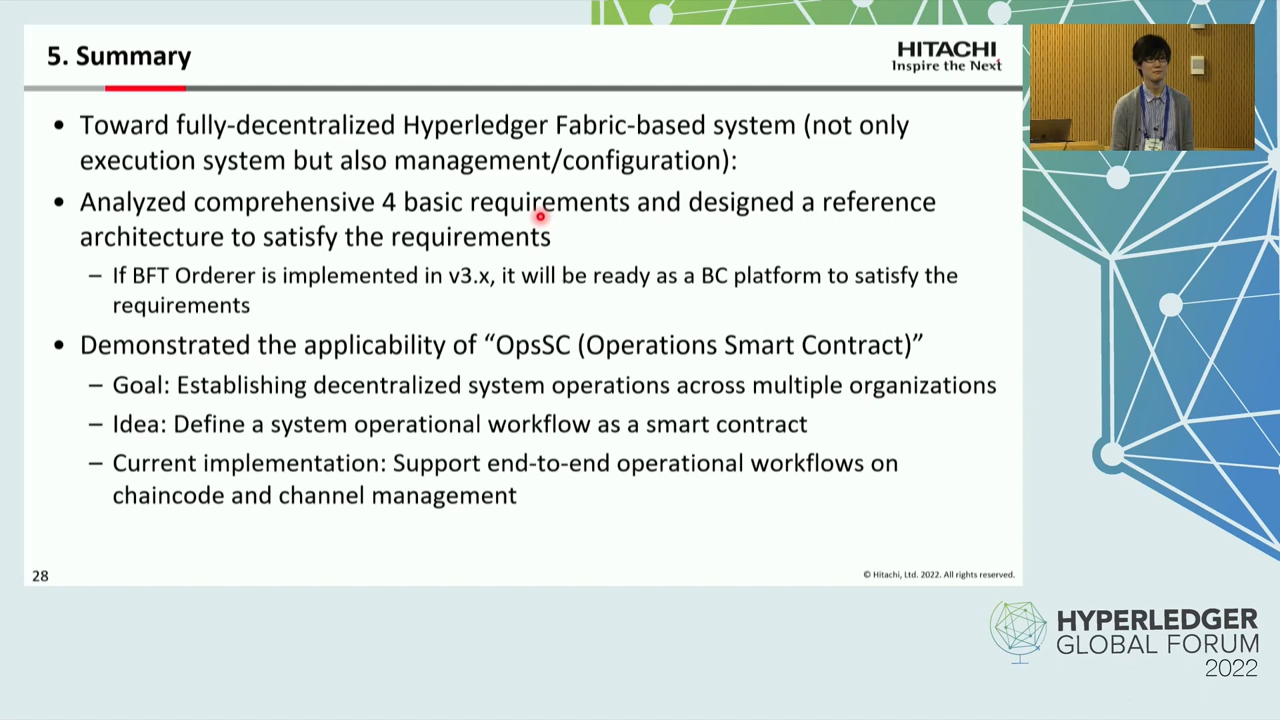 5. Summary
HITACHI
Inspire the Next
• Toward fully-decentralized Hyperledger Fabric-based system (not only
execution system but also management/configuration):
• Analyzed comprehensive 4 basic requirements and designed a reference
architecture to satisfy the requirements
– If BFT Orderer is implemented in v3.x, it will be ready as a BC platform to satisfy the
requirements
• Demonstrated the applicability of “OpsSC (Operations Smart Contract)”
– Goal: Establishing decentralized system operations across multiple organizations
– Idea: Define a system operational workflow as a smart contract
– Current implementation: Support end-to-end operational workflows on
chaincode and channel management
28
© Hitachi, Ltd. 2022. All rights reserved.
HYPERLEDGER
GLOBAL FORUM
2022